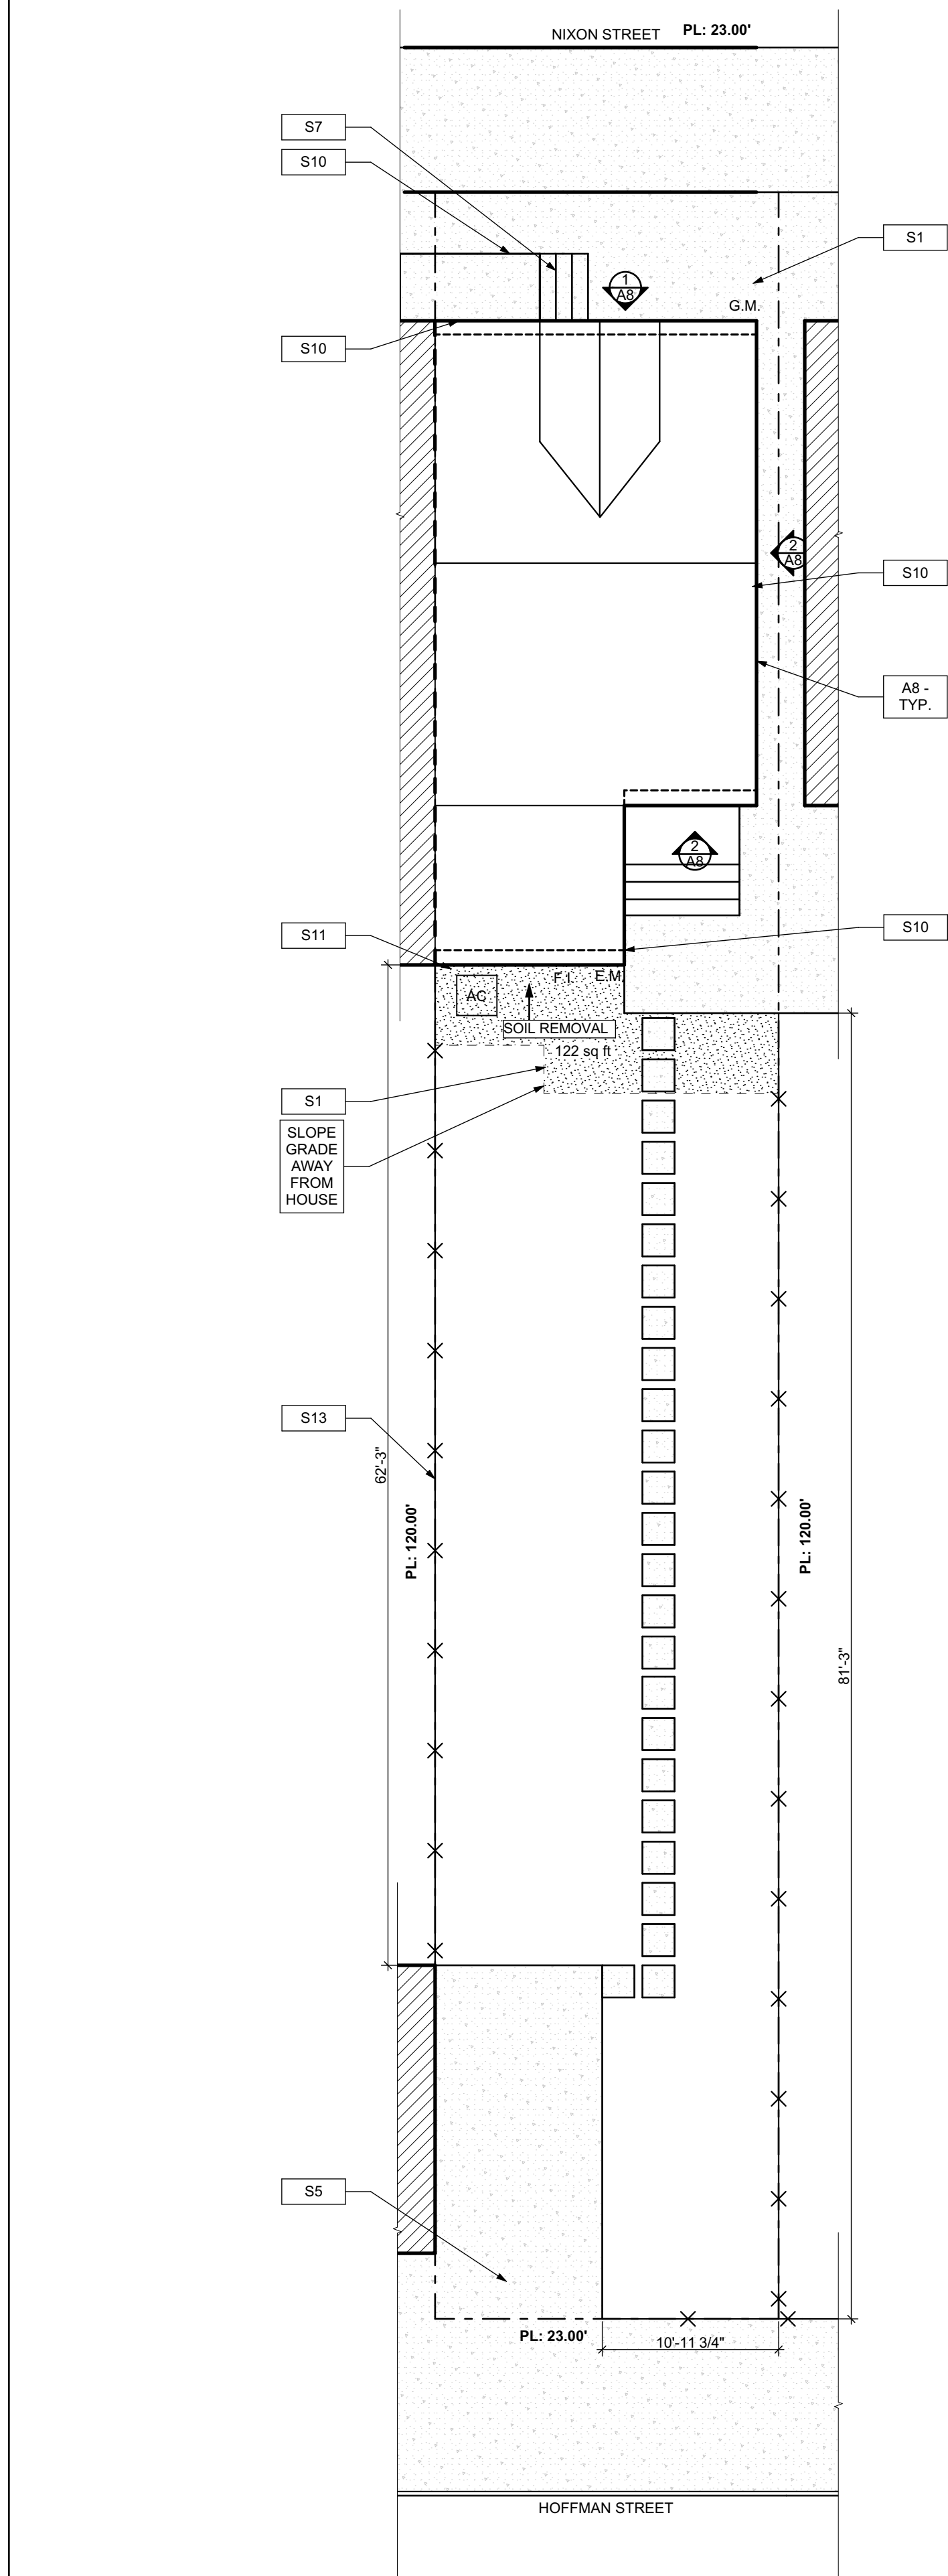 NIXON STREET
PL: 23.00'
S7
S10
S1
1
A8
G.M.
S10
2
A8
S10
A8 -
TYP.
2
A8
S10
S11
AC
F.I.
E.M.
SOIL REMOVAL
122 sq ft
S1
SLOPE
GRADE
AWAY
FROM
HOUSE
S13
62'-3"
PL: 120.00'
PL: 120.00'
81'-3"
S5
PL: 23.00'
10'-11 3/4"
HOFFMAN STREET